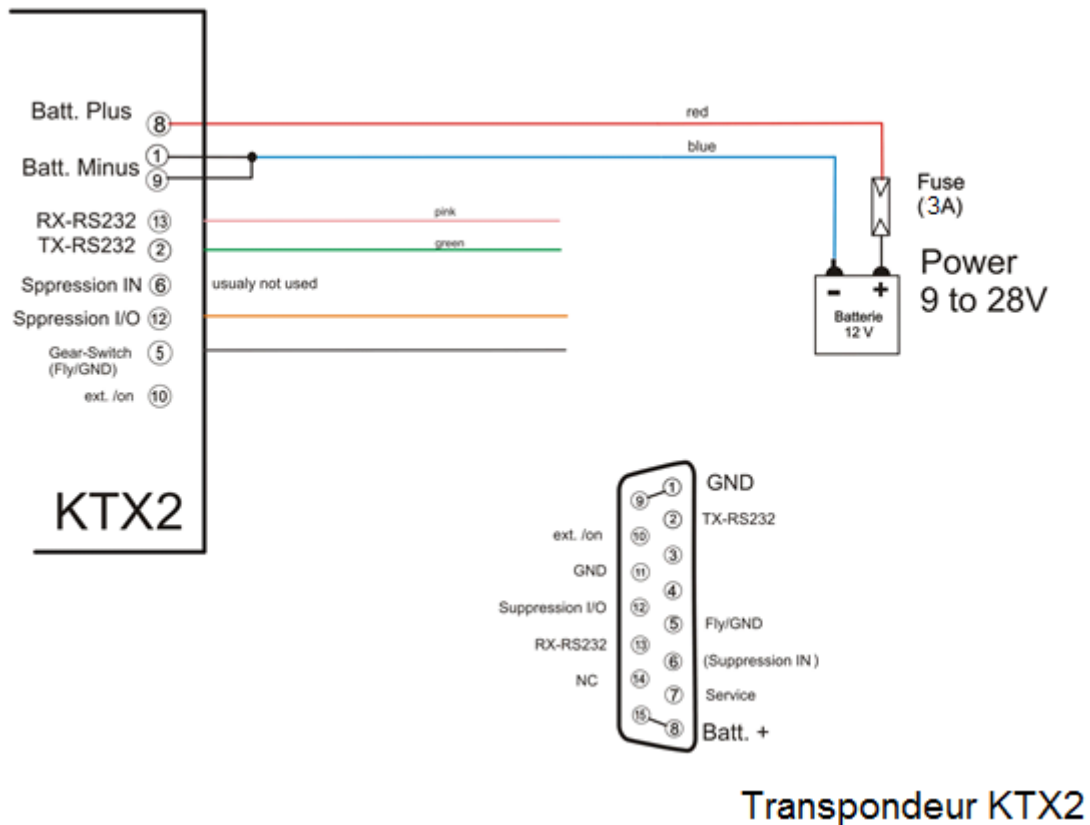 Batt. Plus 8
red
Batt. Minus 1
9
blue
Fuse
(3A)
RX-RS232 13
pink
TX-RS232 2
green
Sppression IN 6 usualy not used
Sppression I/O 12
Gear-Switch 5
(Fly/GND)
ext. /on 10
Power
9 to 28V
- +
Batterie
12 V
KTX2
1 GND
9
2 TX-RS232
ext. /on 10
3
GND 11
4
Suppression I/O 12
5 Fly/GND
RX-RS232 13
6 (Suppression IN )
NC 14
7 Service
15
8 Batt. +
Transpondeur KTX2